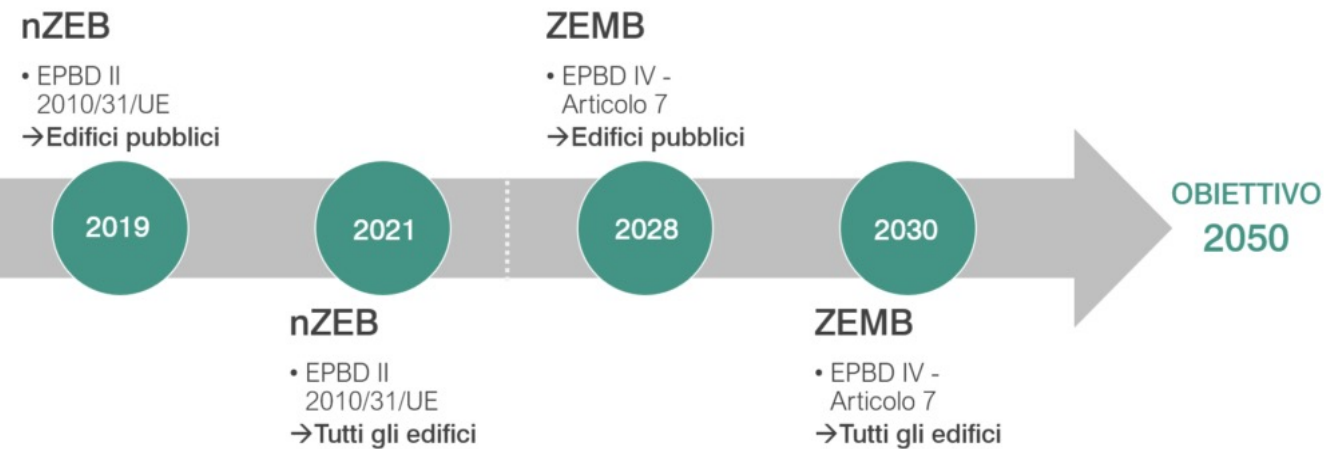 nZEB
• EPBD II
2010/31/UE
→Edifici pubblici
ZEMB
• EPBD IV -
Articolo 7
→Edifici pubblici
2019
2021
2028
2030
OBIETTIVO
2050
nZEB
• EPBD II
2010/31/UE
→Tutti gli edifici
ZEMB
• EPBD IV -
Articolo 7
→Tutti gli edifici